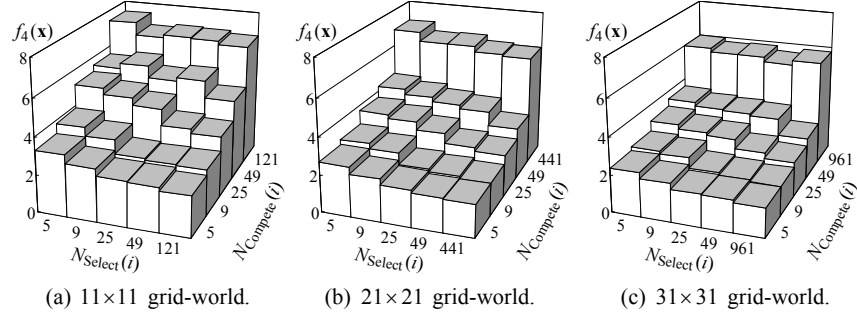 f4(x) f4(x) f4(x)
8 8 8
6 6 6
4 4 4
2 2 2
0 0 0
5 9 25 49 121
NSelect(i)
5 9 25 49 121
NCompete(i)
5 9 25 49 441
NSelect(i)
5 9 25 49 441
NCompete(i)
5 9 25 49 961
NSelect(i)
5 9 25 49 961
NCompete(i)
(a) 11×11 grid-world. (b) 21×21 grid-world. (c) 31×31 grid-world.